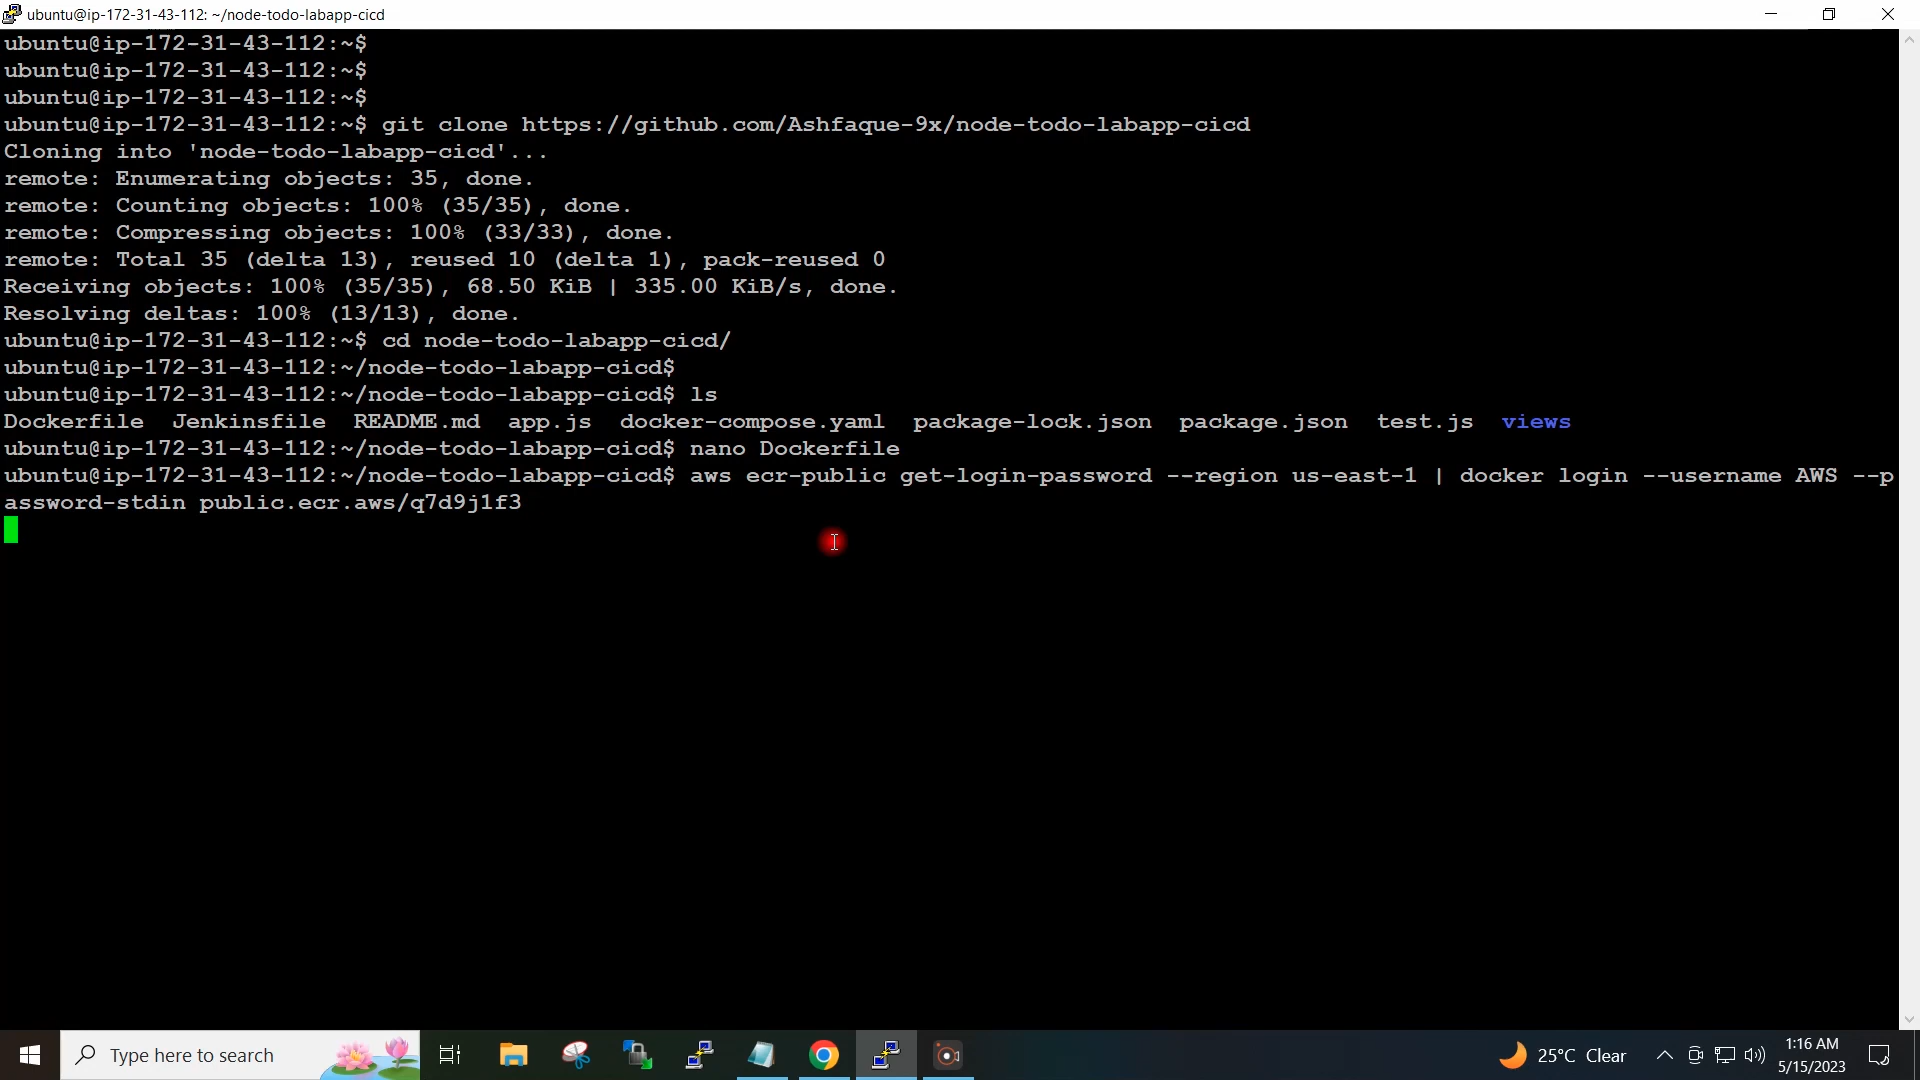 ubuntu@ip-172-31-43-112: ~/node-todo-labapp-cicd
ubuntu@ip-172-31-43-112:~$
ubuntu@ip-172-31-43-112:~$
ubuntu@ip-172-31-43-112:~$
ubuntu@ip-172-31-43-112:~$ git clone https://github.com/Ashfaque-9x/node-todo-labapp-cicd
Cloning into 'node-todo-labapp-cicd'...
remote: Enumerating objects: 35, done.
remote: Counting objects: 100% (35/35), done.
remote: Compressing objects: 100% (33/33), done.
remote: Total 35 (delta 13), reused 10 (delta 1), pack-reused 0
Receiving objects: 100% (35/35), 68.50 KiB | 335.00 KiB/s, done.
Resolving deltas: 100% (13/13), done.
ubuntu@ip-172-31-43-112:~$ cd node-todo-labapp-cicd/
ubuntu@ip-172-31-43-112:~/node-todo-labapp-cicd$
ubuntu@ip-172-31-43-112:~/node-todo-labapp-cicd$ ls
Dockerfile  Jenkinsfile  README.md  app.js  docker-compose.yaml  package-lock.json  package.json  test.js  views
ubuntu@ip-172-31-43-112:~/node-todo-labapp-cicd$ nano Dockerfile
ubuntu@ip-172-31-43-112:~/node-todo-labapp-cicd$ aws ecr-public get-login-password --region us-east-1 | docker login --username AWS --p
assword-stdin public.ecr.aws/q7d9j1f3
Type here to search
25°C Clear
1:16 AM
5/15/2023